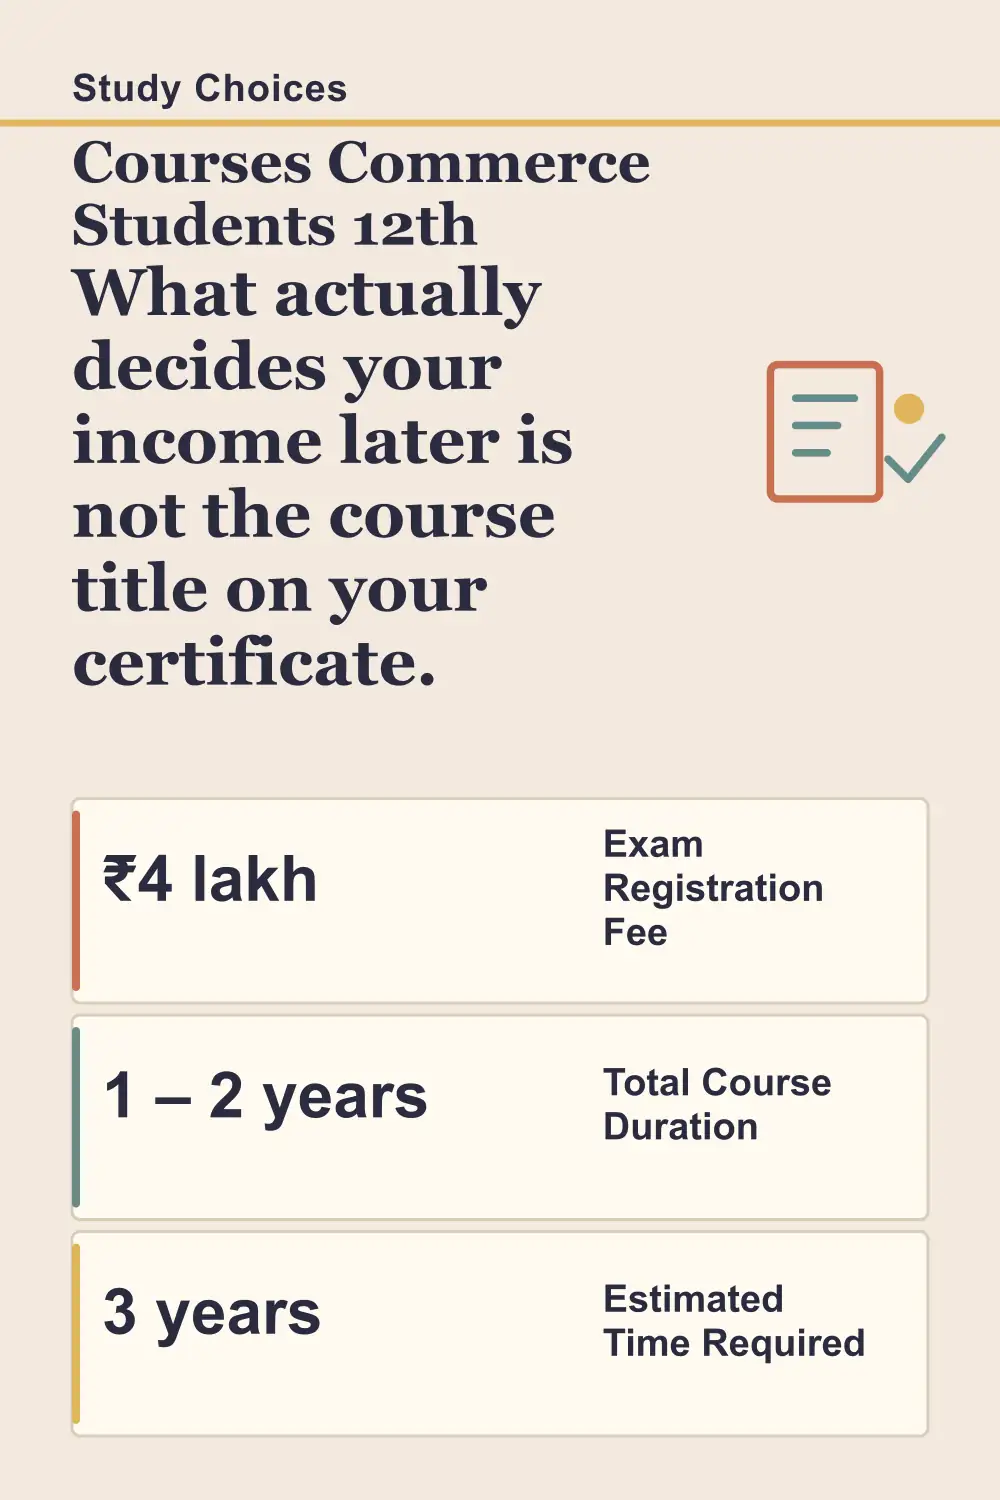 Study Choices
Courses Commerce
Students 12th
What actually
decides your
income later is
not the course
title on your
certificate.
₹4 lakh
Exam
Registration
Fee
1 – 2 years
Total Course
Duration
3 years
Estimated
Time Required